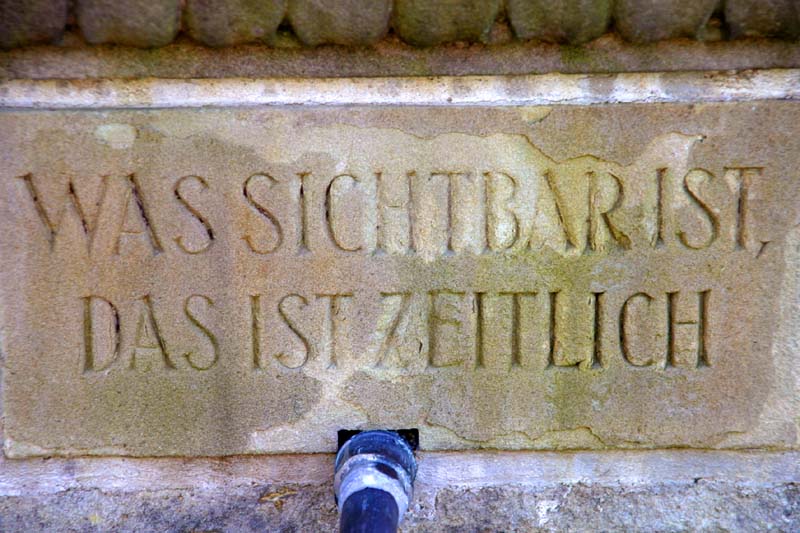 WAS SICHTBAR IST,
DAS IST ZEITLICH